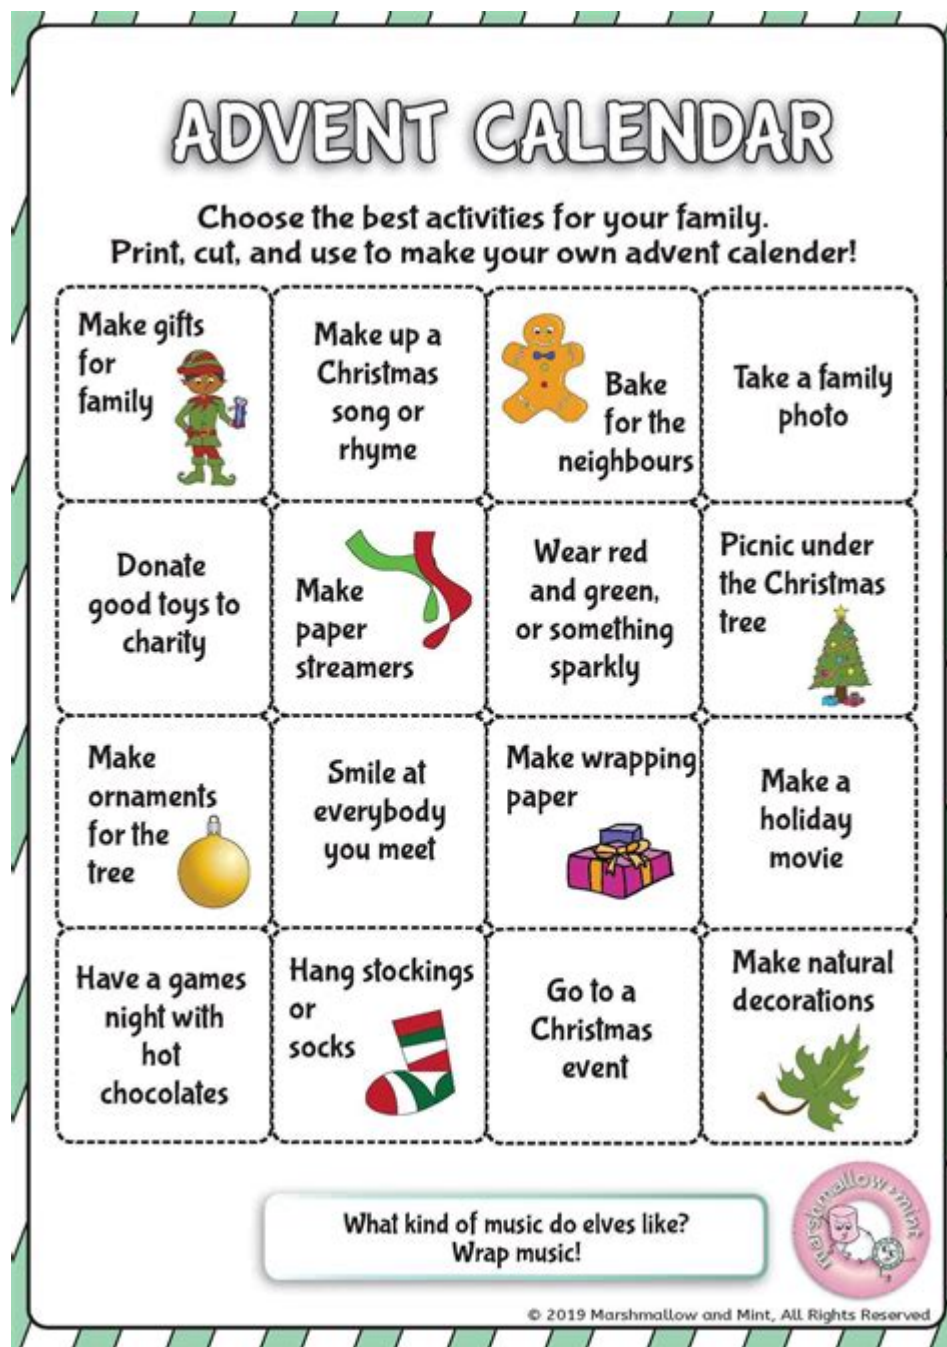 ADVENT CALENDAR
Choose the best activities for your family.
Print, cut, and use to make your own advent calender!
Make gifts
for
family
Make up a
Christmas
song or
rhyme
Bake
for the
neighbours
Take a family
photo
Donate
good toys to
charity
Make
paper
streamers
Wear red
and green,
or something
sparkly
Picnic under
the Christmas
tree
Make
ornaments
for the
tree
Smile at
everybody
you meet
Make wrapping
paper
Make a
holiday
movie
Have a games
night with
hot
chocolates
Hang stockings
or
socks
Go to a
Christmas
event
Make natural
decorations
What kind of music do elves like?
Wrap music!
marshmallow & mint
© 2019 Marshmallow and Mint, All Rights Reserved